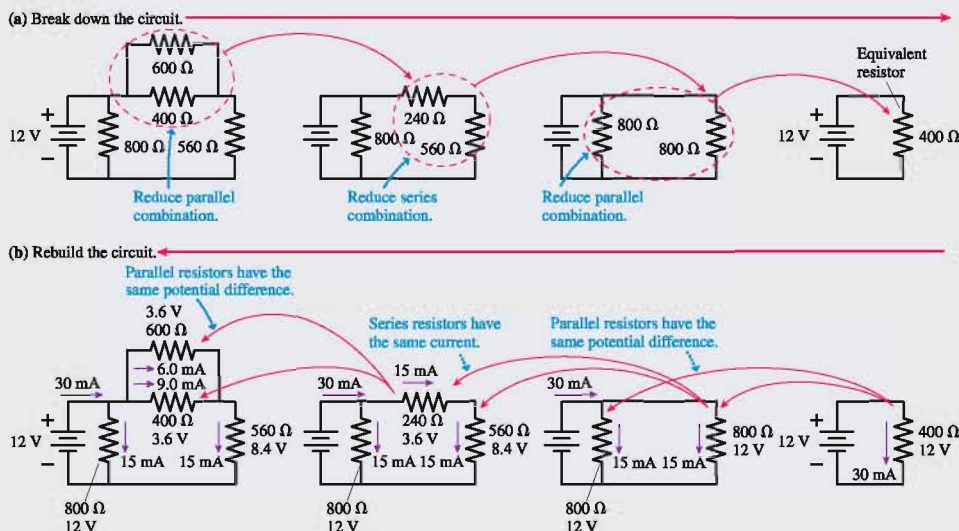 (a) Break down the circuit.
600 Ω
400 Ω
+
12 V
−
800 Ω
560 Ω
Reduce parallel
combination.
240 Ω
800 Ω
560 Ω
Reduce series
combination.
800 Ω
800 Ω
Reduce parallel
combination.
Equivalent
resistor
+
12 V
−
400 Ω
(b) Rebuild the circuit.
Parallel resistors have the
same potential difference.
3.6 V
600 Ω
6.0 mA
9.0 mA
30 mA
400 Ω
3.6 V
+
12 V
−
15 mA
15 mA
560 Ω
8.4 V
800 Ω
12 V
Series resistors have
the same current.
15 mA
30 mA
240 Ω
3.6 V
15 mA
15 mA
560 Ω
8.4 V
800 Ω
12 V
Parallel resistors have the
same potential difference.
30 mA
15 mA
15 mA
800 Ω
12 V
800 Ω
12 V
+
12 V
−
30 mA
400 Ω
12 V